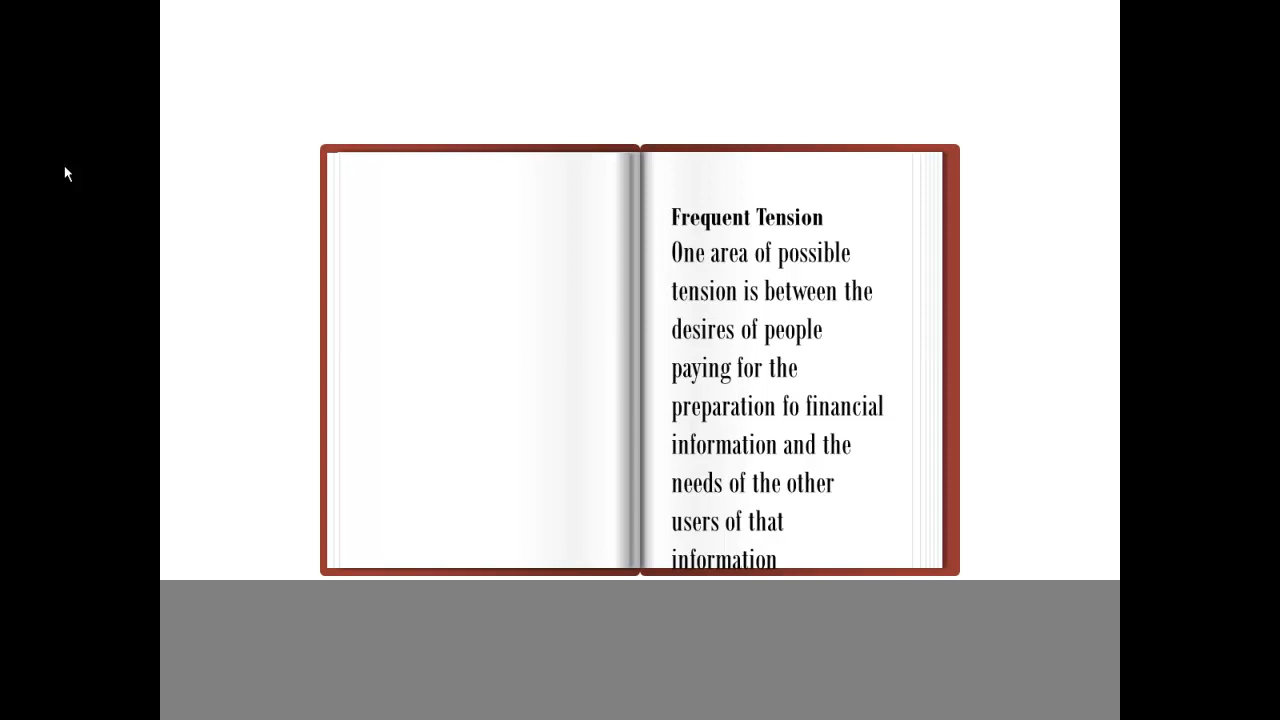 Frequent Tension
One area of possible
tension is between the
desires of people
paying for the
preparation fo financial
information and the
needs of the other
users of that
information